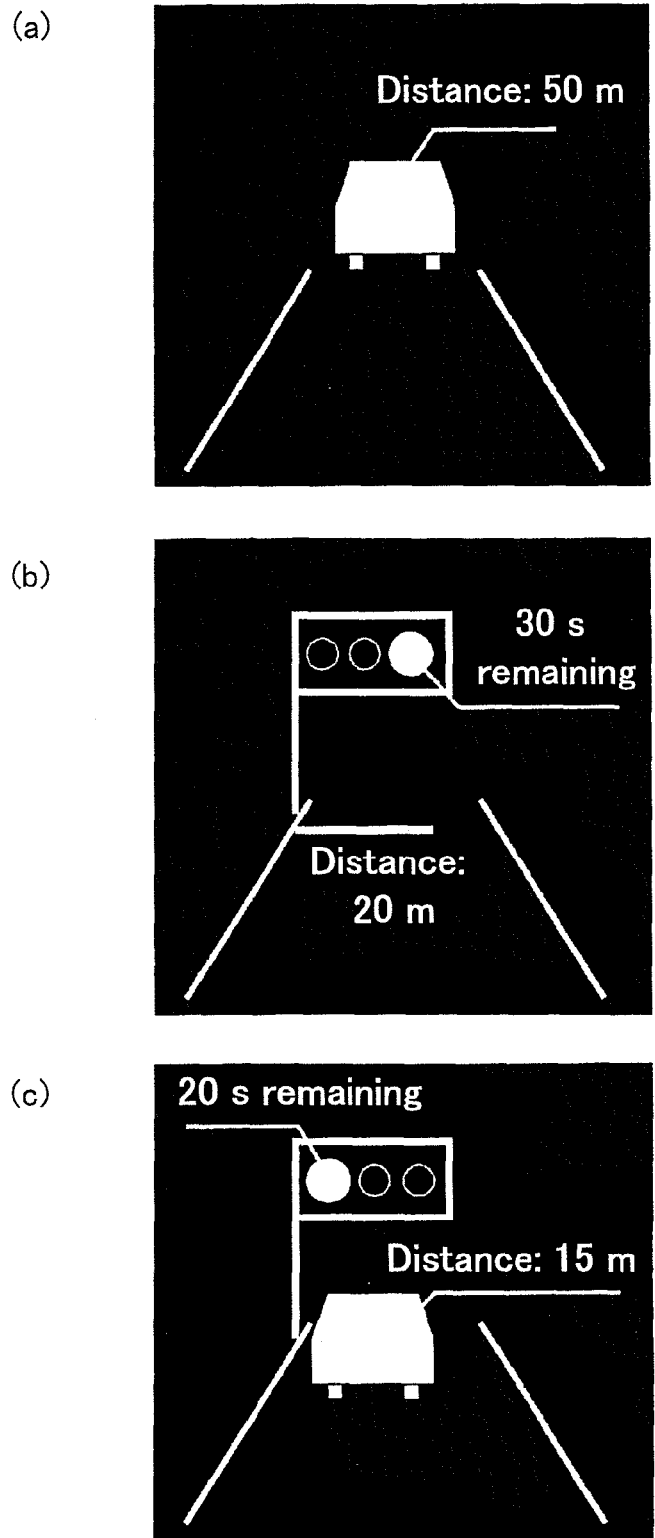 (a)
Distance: 50 m
(b)
30 s
remaining
Distance:
20 m
(c)
20 s remaining
Distance: 15 m